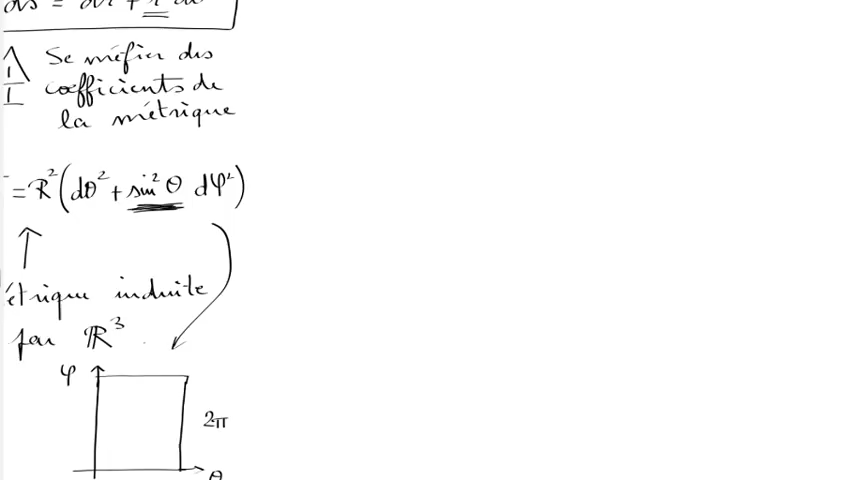 Se méfier des
coefficients de
la métrique
= R²(dθ² + sin²θ dφ²)
étrique induite
par ℝ³
φ
2π
θ